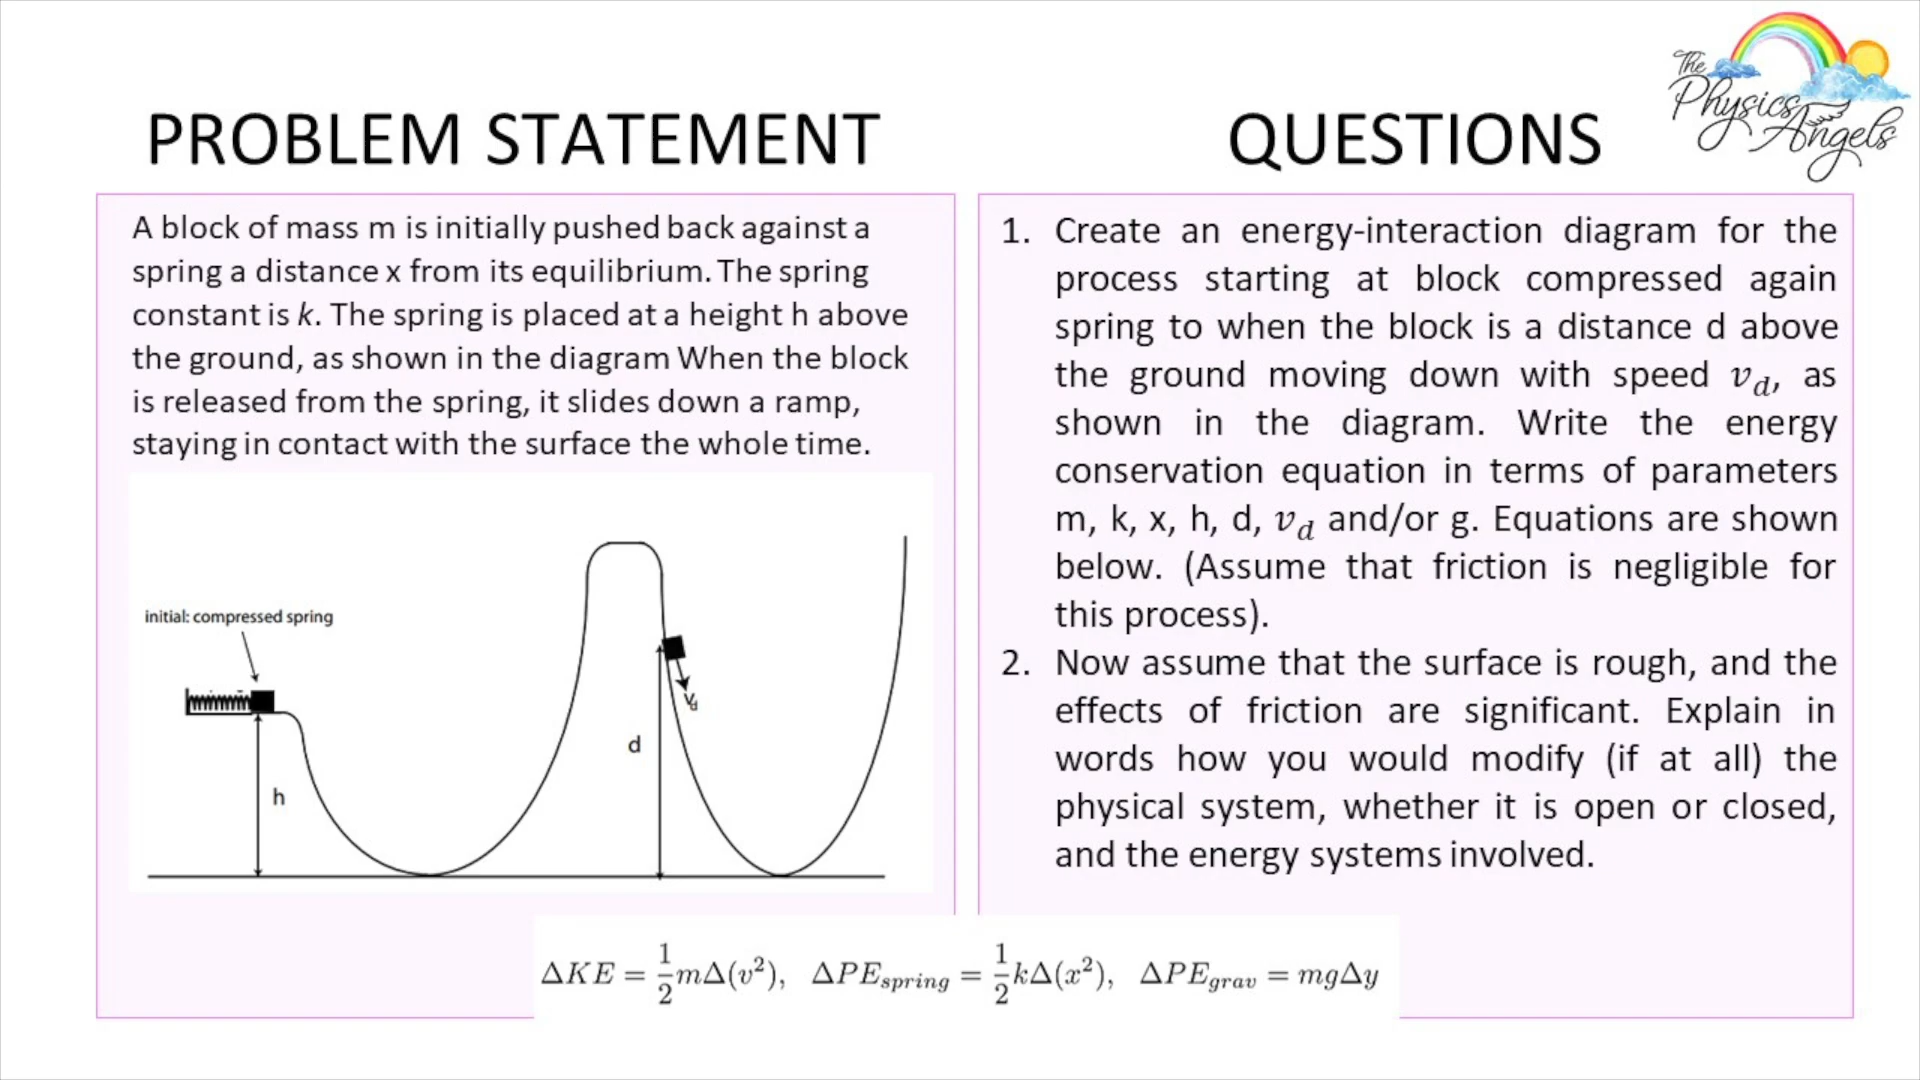 The
Physics
Angels
PROBLEM STATEMENT
A block of mass m is initially pushed back against a
spring a distance x from its equilibrium. The spring
constant is k. The spring is placed at a height h above
the ground, as shown in the diagram When the block
is released from the spring, it slides down a ramp,
staying in contact with the surface the whole time.
initial: compressed spring
h
d
v_d
QUESTIONS
1. Create an energy-interaction diagram for the
process starting at block compressed again
spring to when the block is a distance d above
the ground moving down with speed v_d, as
shown in the diagram. Write the energy
conservation equation in terms of parameters
m, k, x, h, d, v_d and/or g. Equations are shown
below. (Assume that friction is negligible for
this process).
2. Now assume that the surface is rough, and the
effects of friction are significant. Explain in
words how you would modify (if at all) the
physical system, whether it is open or closed,
and the energy systems involved.
ΔKE = 1/2 mΔ(v²), ΔPE_spring = 1/2 kΔ(x²), ΔPE_grav = mgΔy